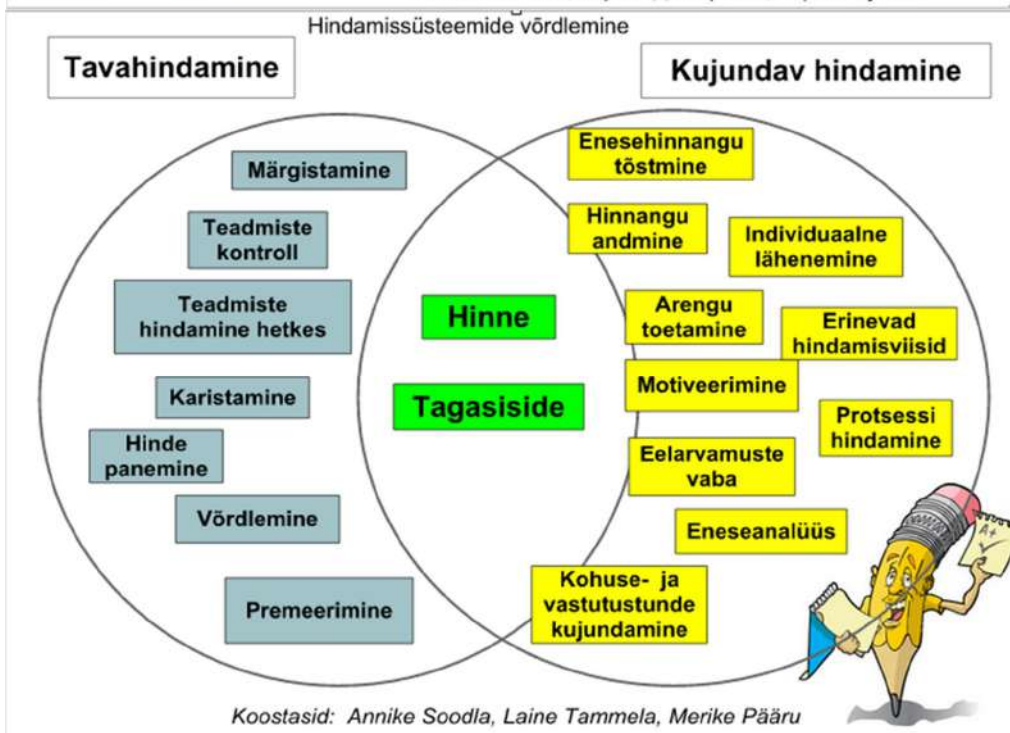 Hindamissüsteemide võrdlemine
Tavahindamine
Kujundav hindamine
Märgistamine
Teadmiste
kontroll
Teadmiste
hindamine hetkes
Karistamine
Hinde
panemine
Võrdlemine
Premeerimine
Hinne
Tagasiside
Enesehinnangu
tõstmine
Hinnangu
andmine
Individuaalne
lähenemine
Arengu
toetamine
Erinevad
hindamisviisid
Motiveerimine
Protsessi
hindamine
Eelarvamuste
vaba
Eneseanalüüs
Kohuse- ja
vastutustunde
kujundamine
A+
Koostasid: Annike Soodla, Laine Tammela, Merike Pääru